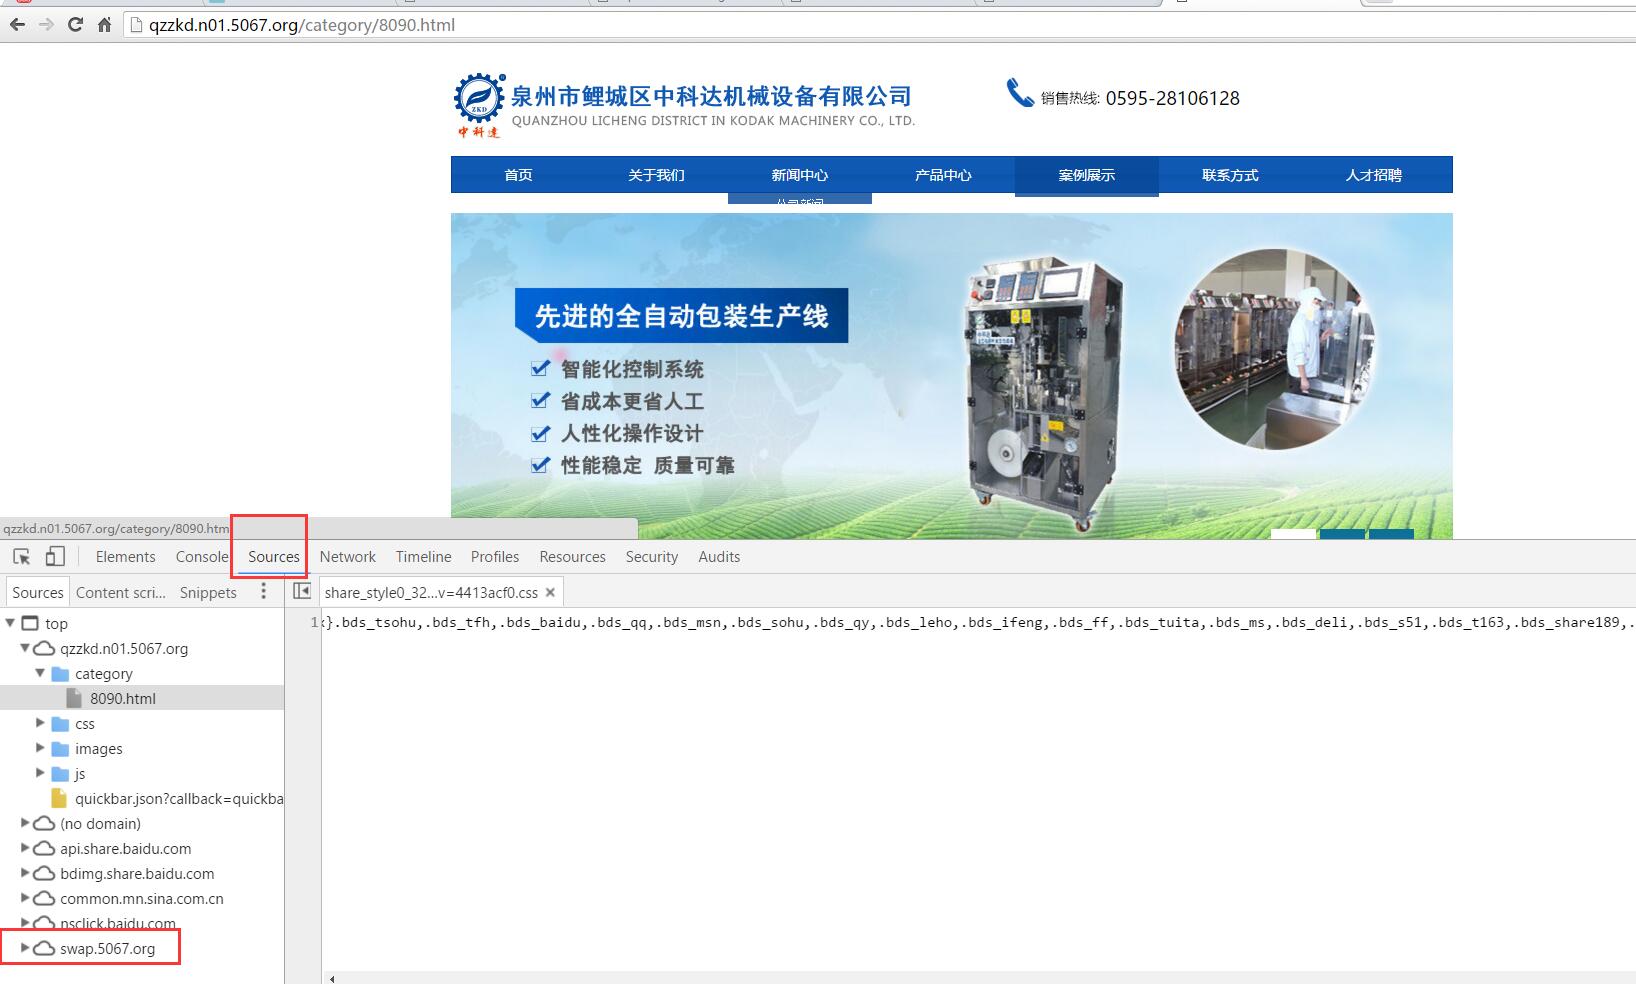 qzzkd.n01.5067.org/category/8090.html
ZKD
中科达
泉州市鲤城区中科达机械设备有限公司
QUANZHOU LICHENG DISTRICT IN KODAK MACHINERY CO., LTD.
销售热线: 0595-28106128
首页 关于我们 新闻中心 产品中心 案例展示 联系方式 人才招聘
公司新闻
先进的全自动包装生产线
智能化控制系统
省成本更省人工
人性化操作设计
性能稳定 质量可靠
qzzkd.n01.5067.org/category/8090.htm
Elements Console Sources Network Timeline Profiles Resources Security Audits
Sources Content scri... Snippets
share_style0_32...v=4413acf0.css ×
top
1 }.bds_tsohu,.bds_tfh,.bds_baidu,.bds_qq,.bds_msn,.bds_sohu,.bds_qy,.bds_leho,.bds_ifeng,.bds_ff,.bds_tuita,.bds_ms,.bds_deli,.bds_s51,.bds_t163,.bds_share189,.
qzzkd.n01.5067.org
category
8090.html
css
images
js
quickbar.json?callback=quickba
(no domain)
api.share.baidu.com
bdimg.share.baidu.com
common.mn.sina.com.cn
nsclick.baidu.com
swap.5067.org